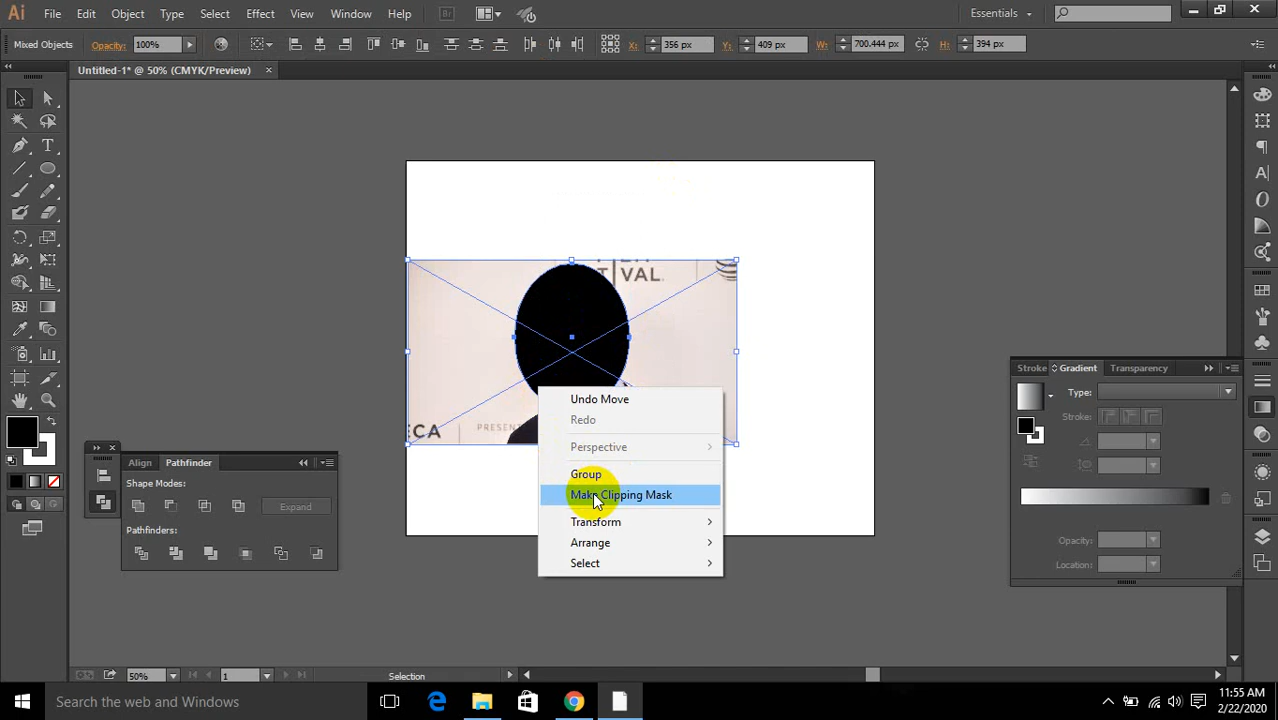 Ai File Edit Object Type Select Effect View Window Help Br Essentials
Mixed Objects Opacity: 100% X: 356 px Y: 409 px W: 700.444 px H: 394 px
Untitled-1* @ 50% (CMYK/Preview) ×
T
TIVAL.
Undo Move
Redo
Perspective
Group
Make Clipping Mask
Transform
Arrange
Select
CA PRESEN
Align Pathfinder
Shape Modes:
Expand
Pathfinders:
Stroke Gradient Transparency
Type:
Stroke:
Opacity:
Location:
50% 1 Selection
Search the web and Windows
11:55 AM
2/22/2020